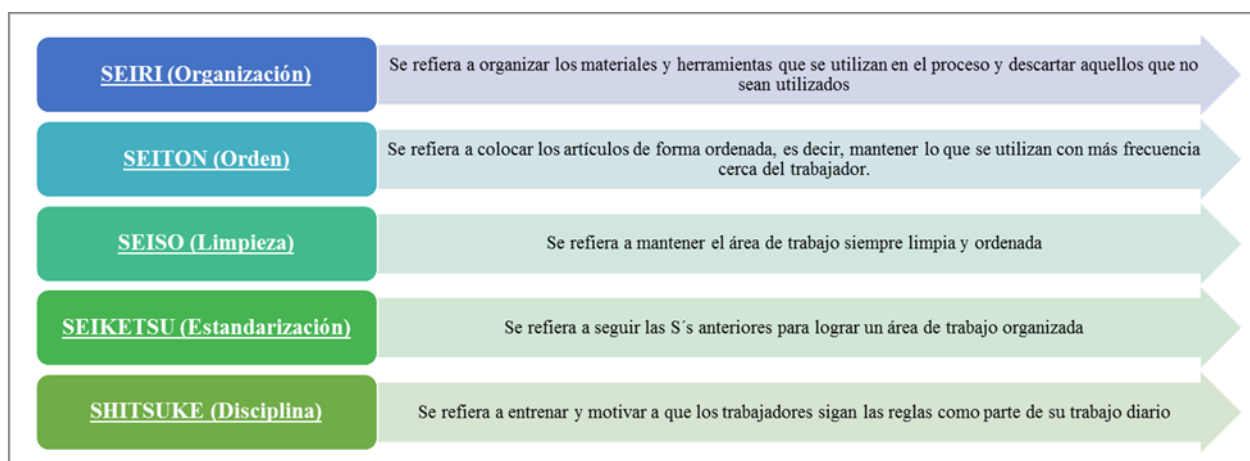 SEIRI (Organización)
Se refiera a organizar los materiales y herramientas que se utilizan en el proceso y descartar aquellos que no
sean utilizados
SEITON (Orden)
Se refiera a colocar los artículos de forma ordenada, es decir, mantener lo que se utilizan con más frecuencia
cerca del trabajador.
SEISO (Limpieza)
Se refiera a mantener el área de trabajo siempre limpia y ordenada
SEIKETSU (Estandarización)
Se refiera a seguir las S´s anteriores para lograr un área de trabajo organizada
SHITSUKE (Disciplina)
Se refiera a entrenar y motivar a que los trabajadores sigan las reglas como parte de su trabajo diario